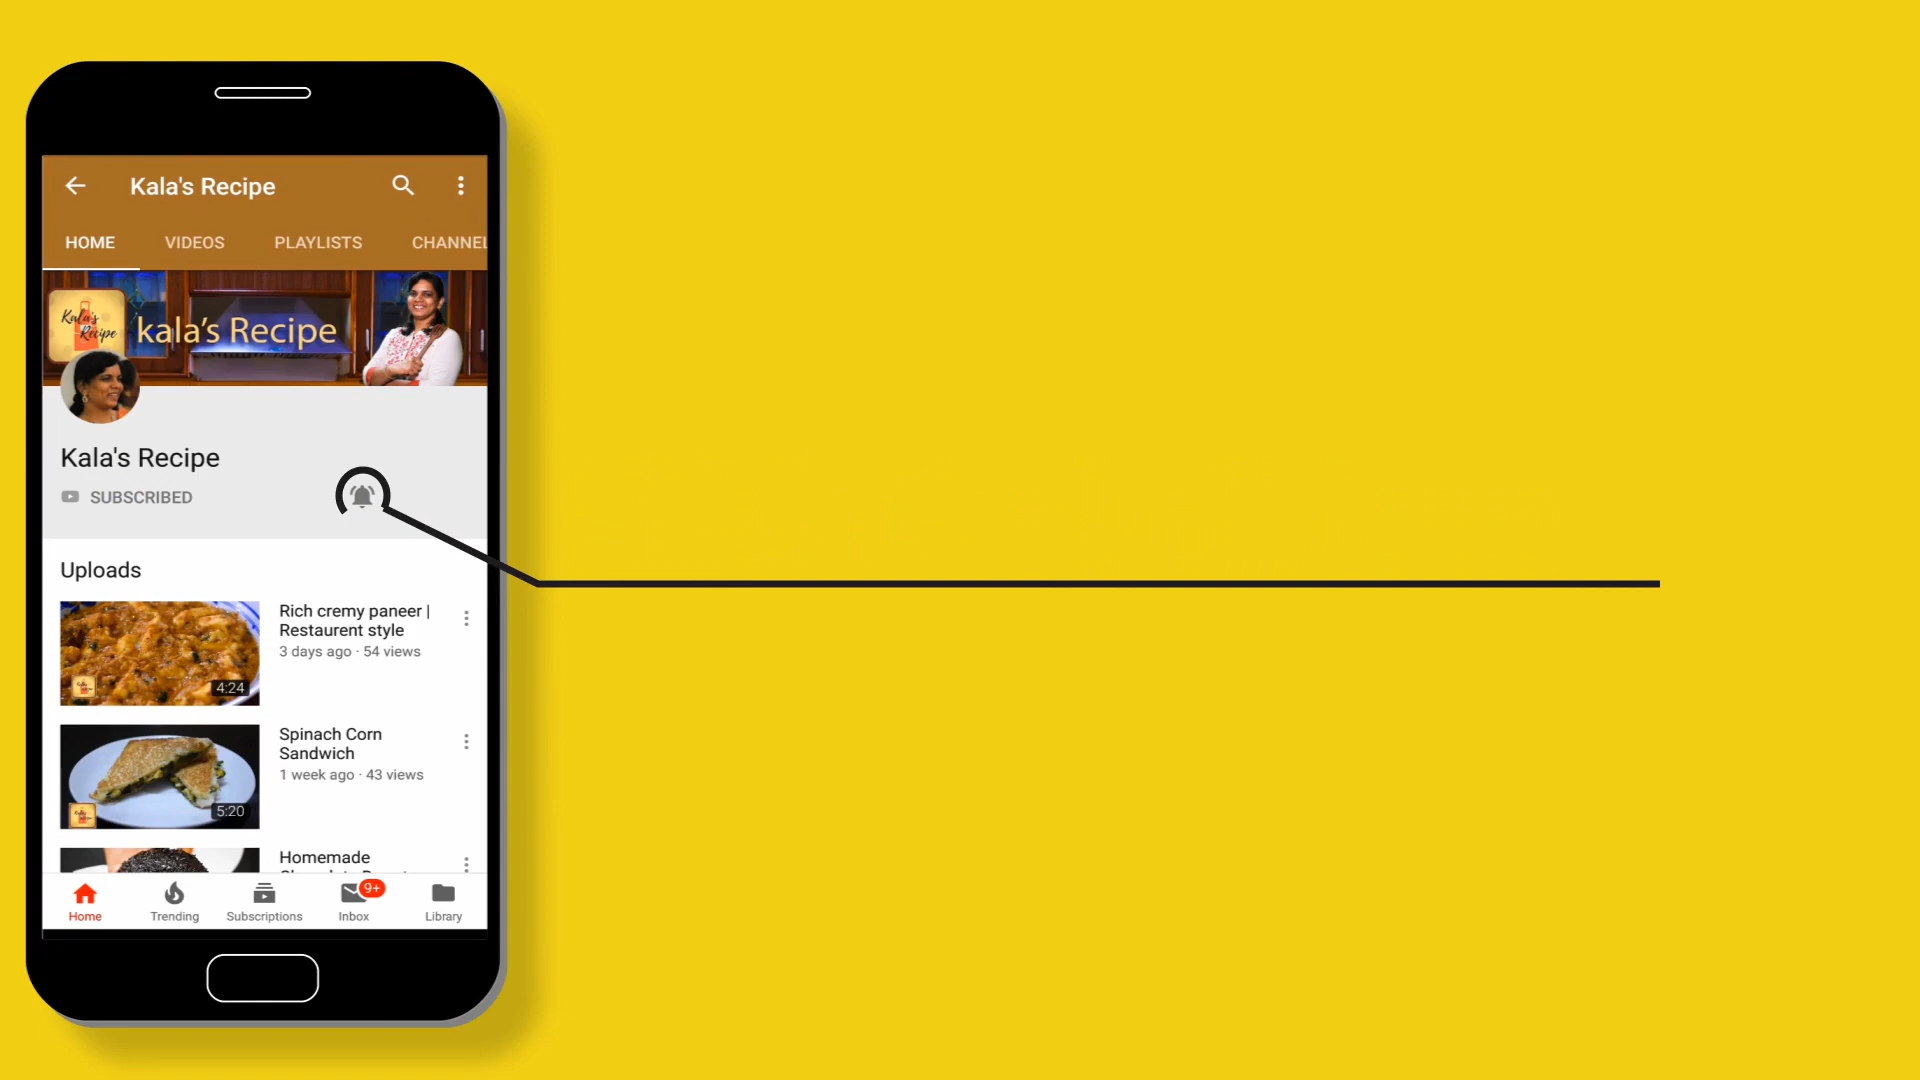 Kala's Recipe
HOME VIDEOS PLAYLISTS CHANNEL
Kala's
Recipe
kala's Recipe
Kala's Recipe
SUBSCRIBED
Uploads
Rich cremy paneer |
Restaurent style
3 days ago · 54 views
4:24
Spinach Corn
Sandwich
1 week ago · 43 views
5:20
Homemade
9+
Home Trending Subscriptions Inbox Library